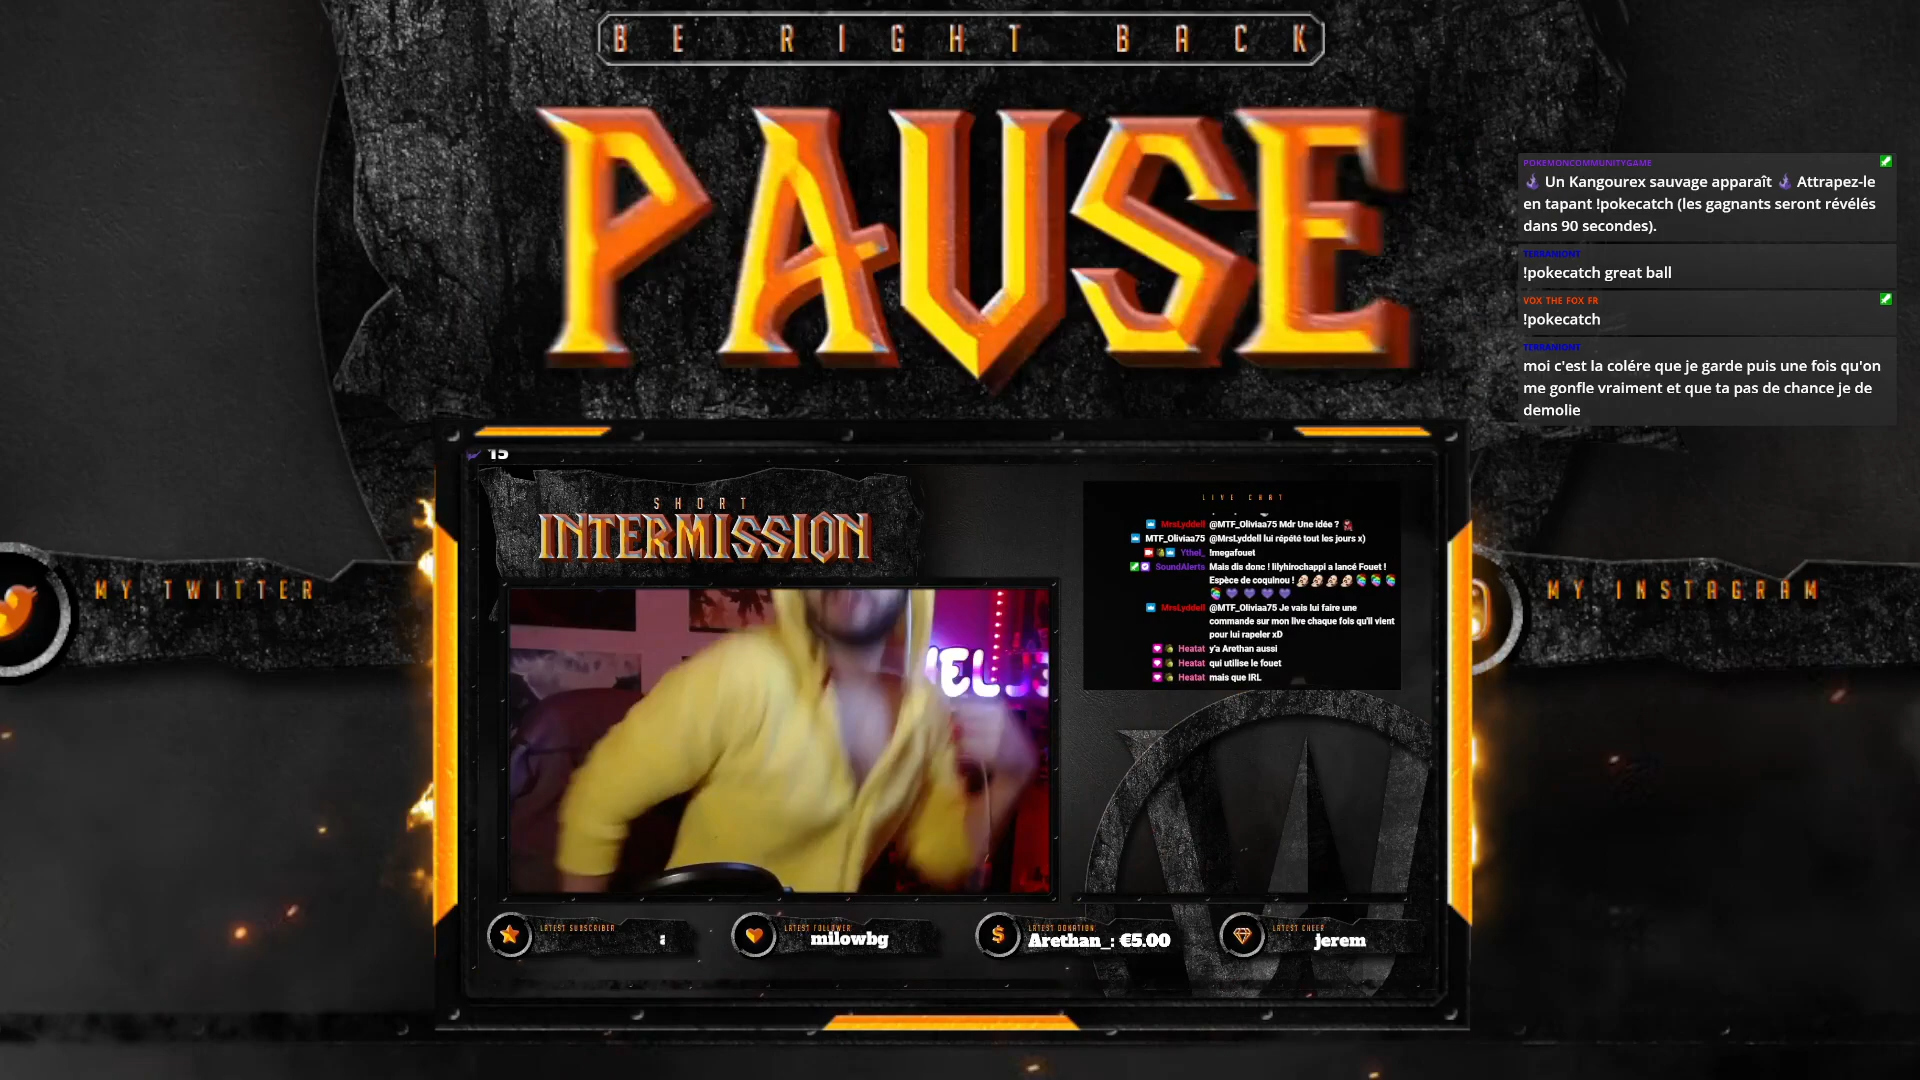 BE RIGHT BACK
PAUSE
POKEMONCOMMUNITYGAME
Un Kangourex sauvage apparaît Attrapez-le
en tapant !pokecatch (les gagnants seront révélés
dans 90 secondes).
TERRANIONT
!pokecatch great ball
VOX THE FOX FR
!pokecatch
TERRANIONT
moi c'est la colére que je garde puis une fois qu'on
me gonfle vraiment et que ta pas de chance je de
demolie
15
SHORT
INTERMISSION
LIVE CHAT
MrsLyddell @MTF_Oliviaa75 Mdr Une idée ?
MTF_Oliviaa75 @MrsLyddell lui répété tout les jours x)
Ythel_ !megafouet
SoundAlerts Mais dis donc ! lilyhirochappi a lancé Fouet !
Espèce de coquinou !
MrsLyddell @MTF_Oliviaa75 Je vais lui faire une
commande sur mon live chaque fois qu'il vient
pour lui rapeler xD
Heatat y'a Arethan aussi
Heatat qui utilise le fouet
Heatat mais que IRL
MY TWITTER
MY INSTAGRAM
LATEST SUBSCRIBER
LATEST FOLLOWER
milowbg
LATEST DONATION
Arethan_: €5.00
LATEST CHEER
jerem